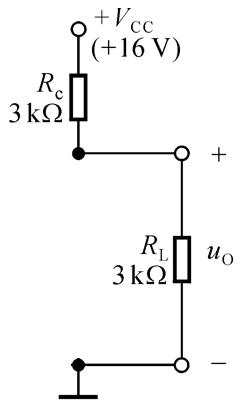 +V_CC
(+16 V)
R_c
3 kΩ
+
R_L
3 kΩ
u_O
−